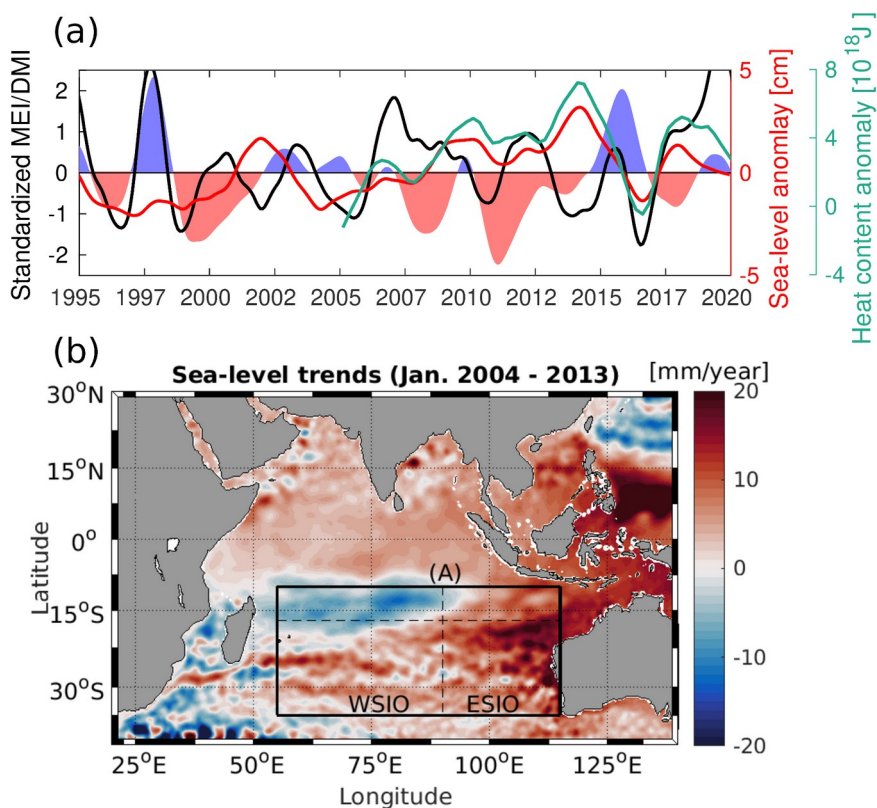 (a)
Standardized MEI/DMI
2
1
0
-1
-2
5
0
-5
Sea-level anomlay [cm]
8
4
0
-4
Heat content anomaly [10^18J]
1995 1997 2000 2002 2005 2007 2010 2012 2015 2017 2020
(b)
Sea-level trends (Jan. 2004 - 2013) [mm/year]
30°N
15°N
0°
15°S
30°S
Latitude
(A)
WSIO ESIO
20
10
0
-10
-20
25°E 50°E 75°E 100°E 125°E
Longitude